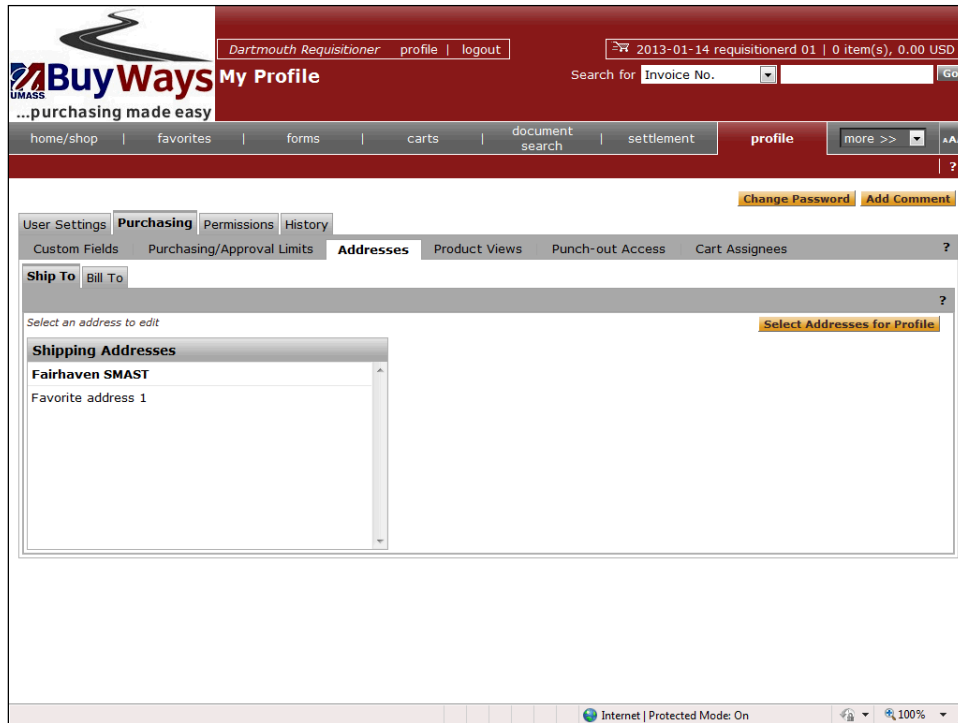 Dartmouth Requisitioner profile | logout
2013-01-14 requisitionerd 01 | 0 item(s), 0.00 USD
UMASS BuyWays
...purchasing made easy
My Profile
Search for Invoice No. Go
home/shop | favorites | forms | carts | document search | settlement profile more >>
?
Change Password Add Comment
User Settings Purchasing Permissions History
Custom Fields Purchasing/Approval Limits Addresses Product Views Punch-out Access Cart Assignees ?
Ship To Bill To
?
Select an address to edit
Select Addresses for Profile
Shipping Addresses
Fairhaven SMAST
Favorite address 1
Internet | Protected Mode: On 100%